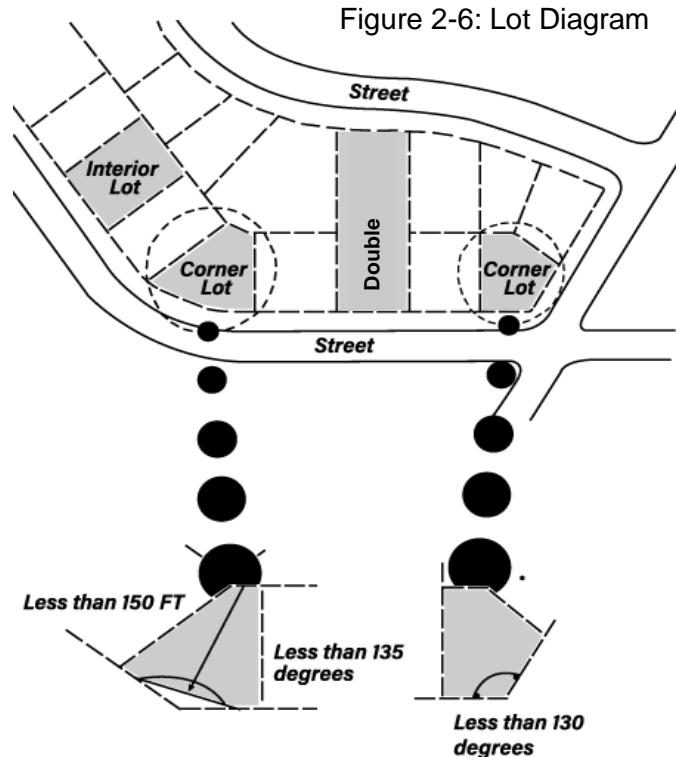 Figure 2-6: Lot Diagram
Street
Interior
Lot
Corner
Lot
Double
Corner
Lot
Street
Less than 150 FT
Less than 135
degrees
Less than 130
degrees